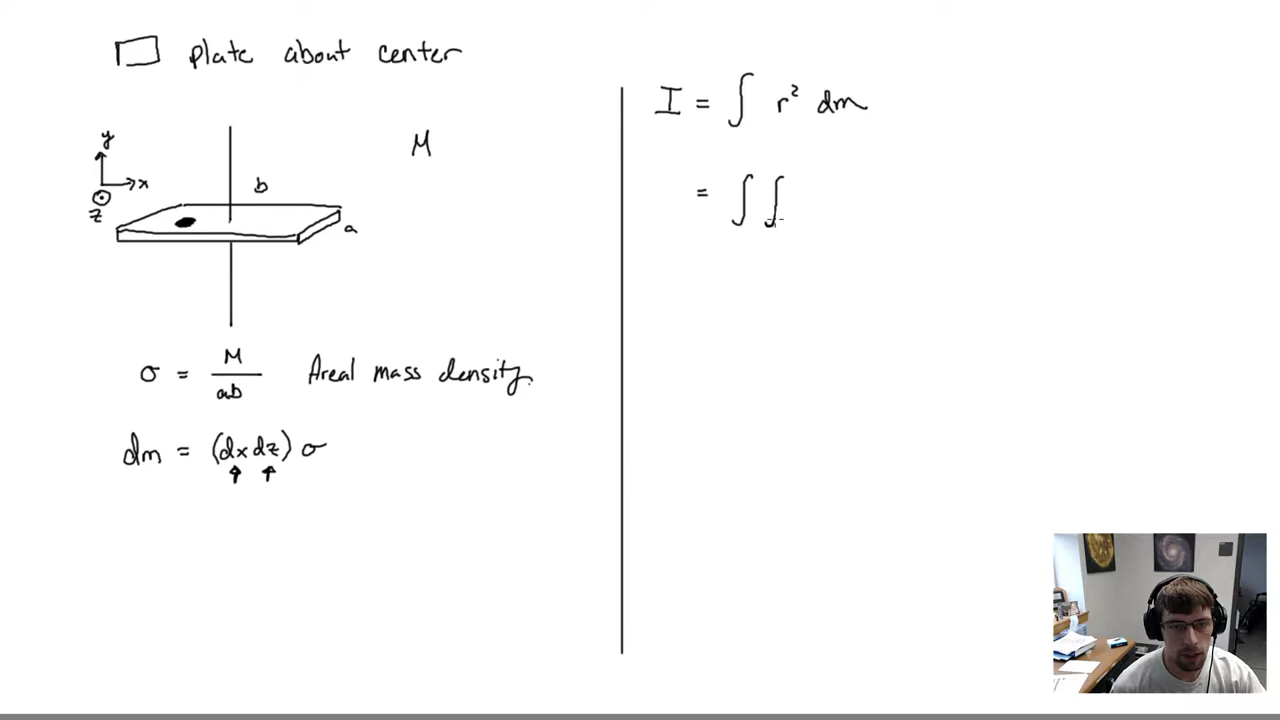 plate about center
y
x
z
M
b
a
σ = M/ab Areal mass density
dm = (dx dz) σ
I = ∫ r² dm
= ∫ ∫